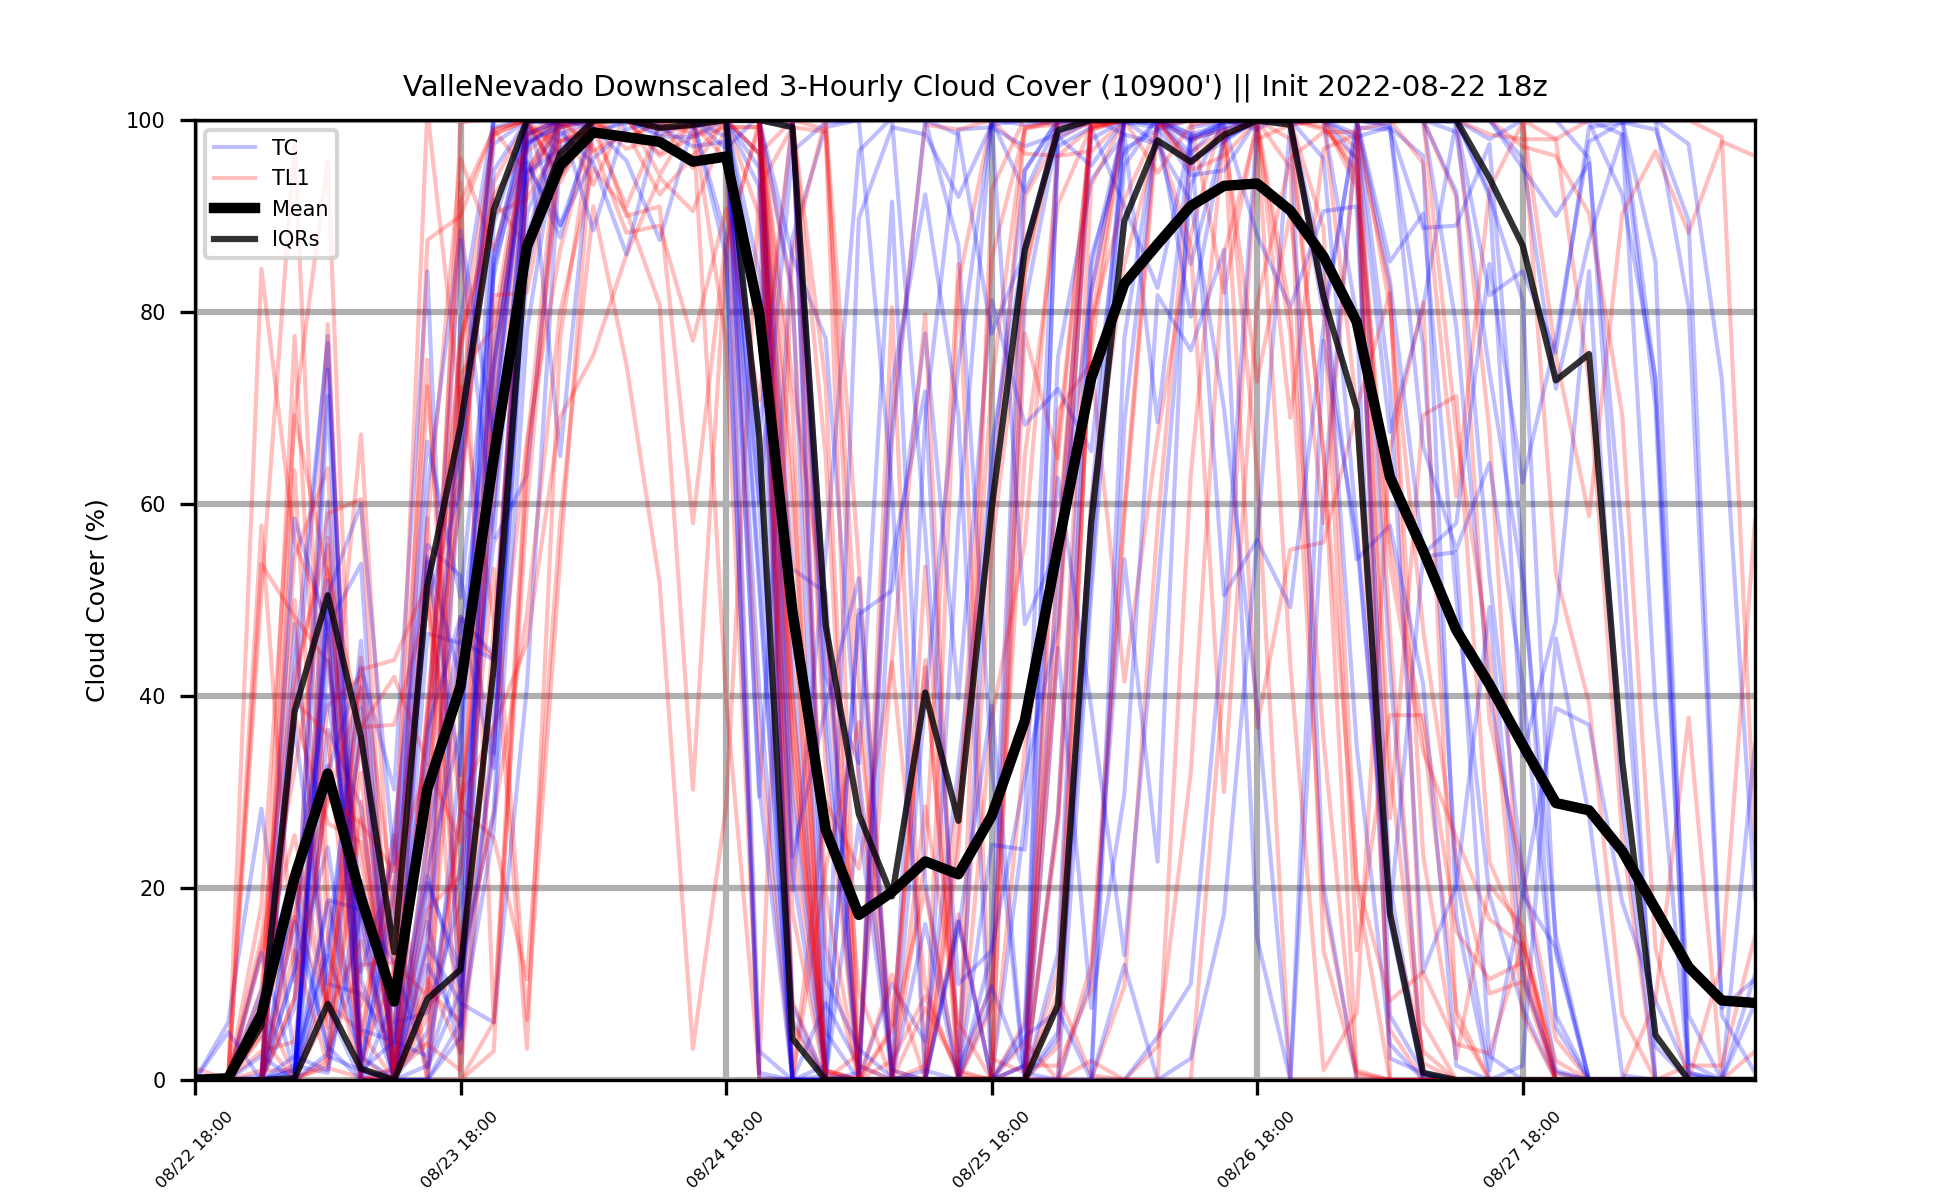 ValleNevado Downscaled 3-Hourly Cloud Cover (10900') || Init 2022-08-22 18z
TC
TL1
Mean
IQRs
Cloud Cover (%)
100
80
60
40
20
0
08/22 18:00
08/23 18:00
08/24 18:00
08/25 18:00
08/26 18:00
08/27 18:00